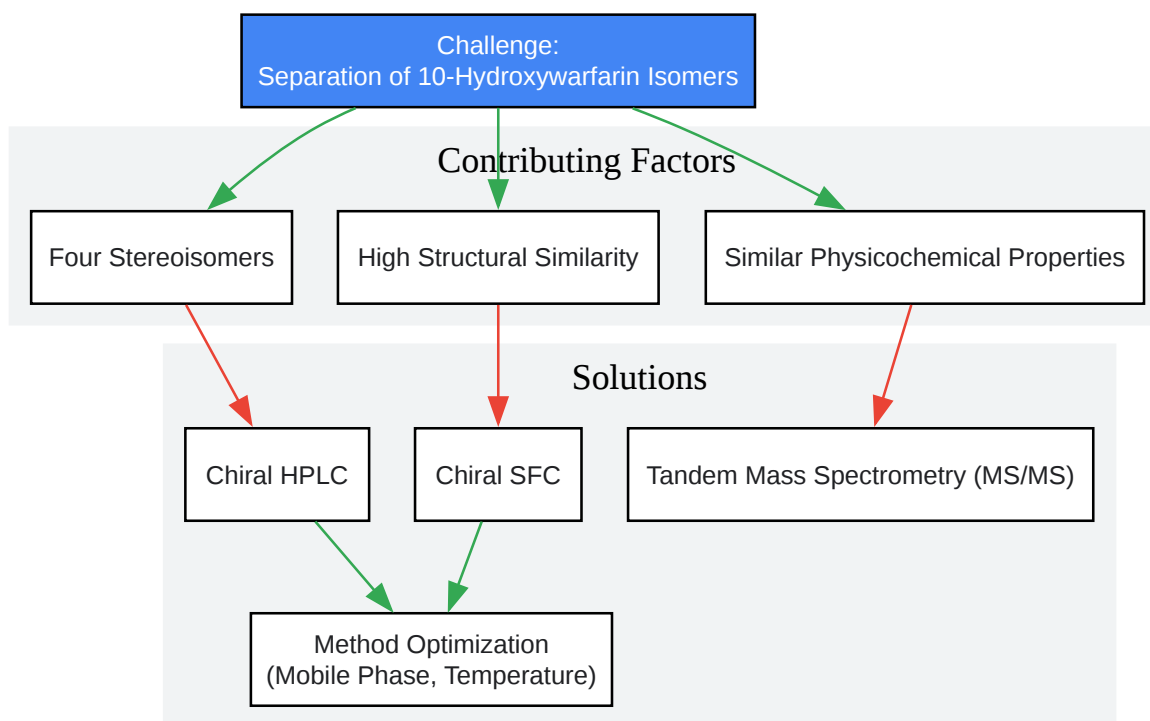 Challenge:
Separation of 10-Hydroxywarfarin Isomers
Contributing Factors
Four Stereoisomers
High Structural Similarity
Similar Physicochemical Properties
Solutions
Chiral HPLC
Chiral SFC
Tandem Mass Spectrometry (MS/MS)
Method Optimization
(Mobile Phase, Temperature)